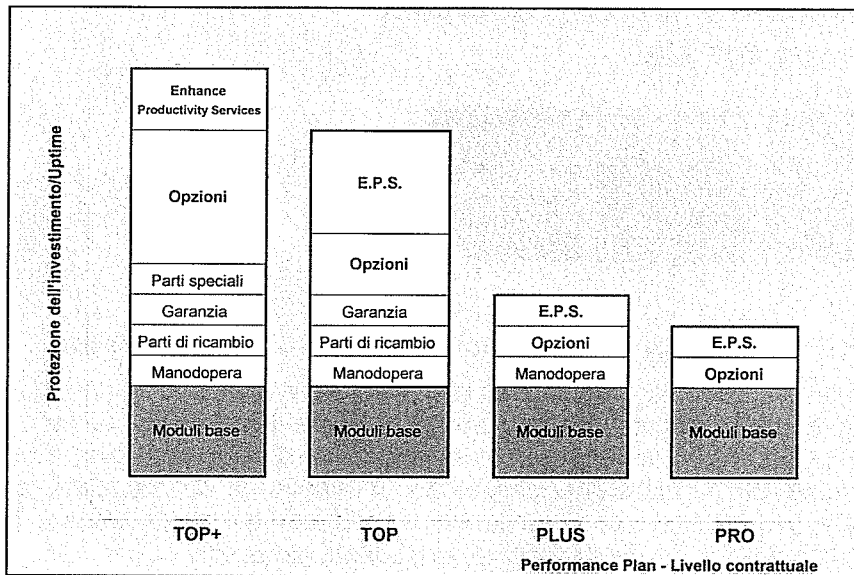 Protezione dell'investimento/Uptime
Enhance
Productivity Services
Opzioni
Parti speciali
Garanzia
Parti di ricambio
Manodopera
Moduli base
E.P.S.
Opzioni
Garanzia
Parti di ricambio
Manodopera
Moduli base
E.P.S.
Opzioni
Manodopera
Moduli base
E.P.S.
Opzioni
Moduli base
TOP+
TOP
PLUS
PRO
Performance Plan - Livello contrattuale